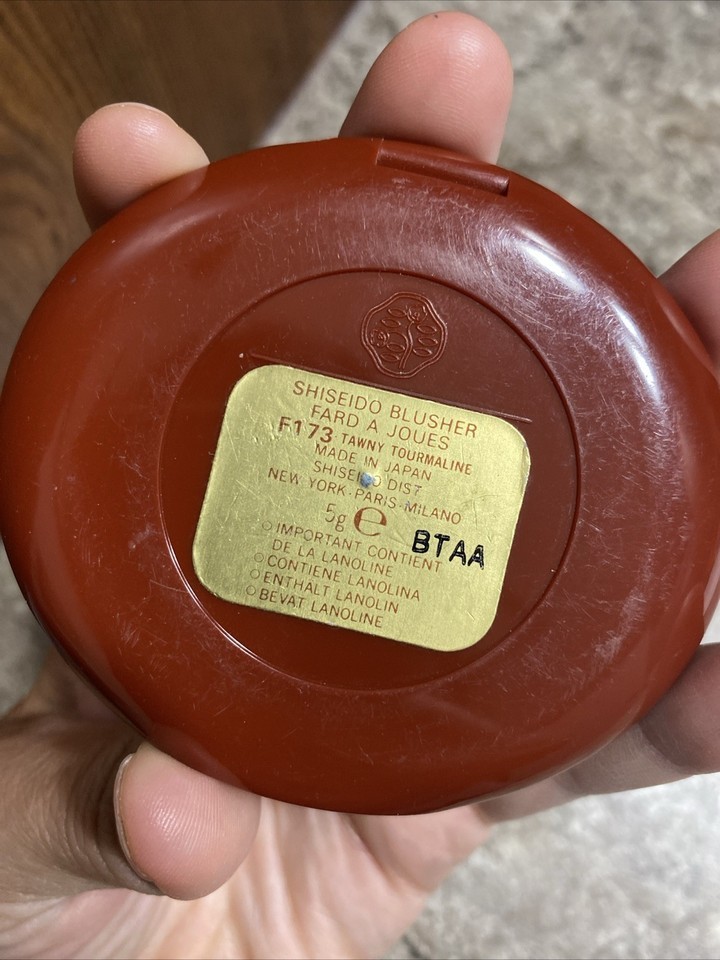 SHISEIDO BLUSHER
FARD A JOUES
F173 · TAWNY TOURMALINE
MADE IN JAPAN
SHISEIDO DIST
NEW YORK · PARIS · MILANO
5g ℮
BTAA
○ IMPORTANT CONTIENT
DE LA LANOLINE
○ CONTIENE LANOLINA
○ ENTHALT LANOLIN
○ BEVAT LANOLINE